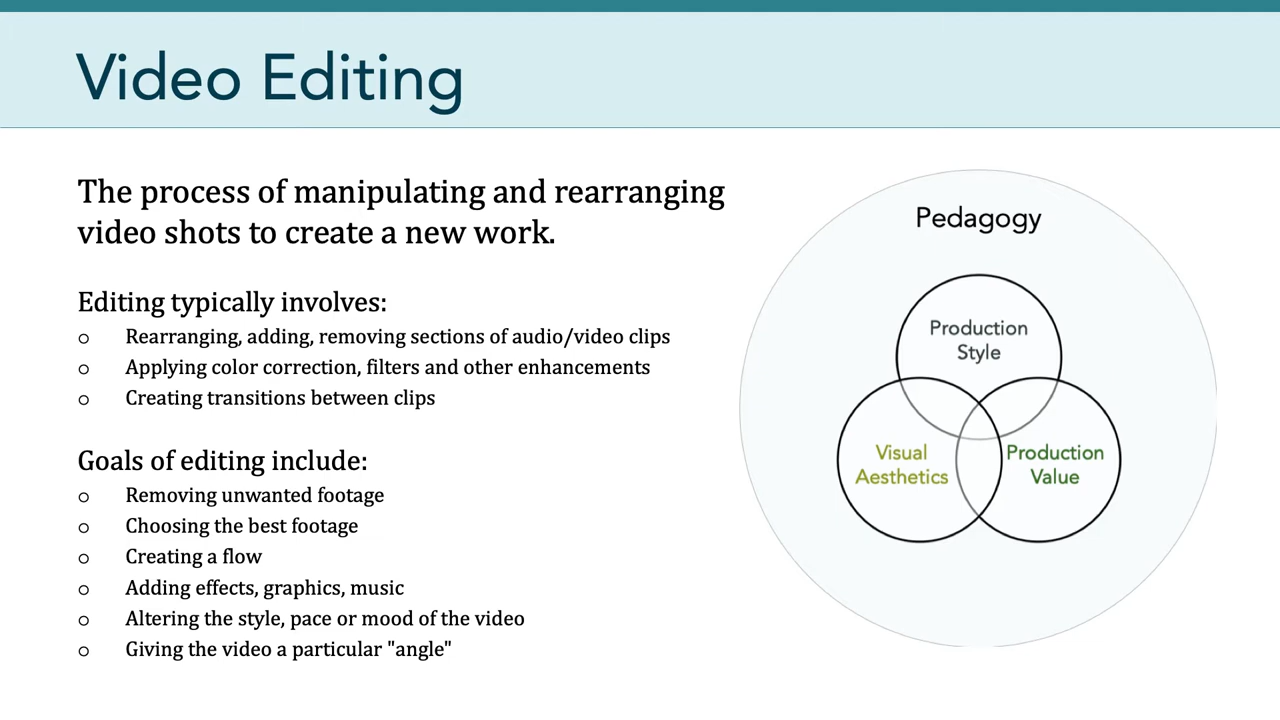 Video Editing
The process of manipulating and rearranging
video shots to create a new work.
Editing typically involves:
o Rearranging, adding, removing sections of audio/video clips
o Applying color correction, filters and other enhancements
o Creating transitions between clips
Goals of editing include:
o Removing unwanted footage
o Choosing the best footage
o Creating a flow
o Adding effects, graphics, music
o Altering the style, pace or mood of the video
o Giving the video a particular "angle"
Pedagogy
Production
Style
Visual
Aesthetics
Production
Value